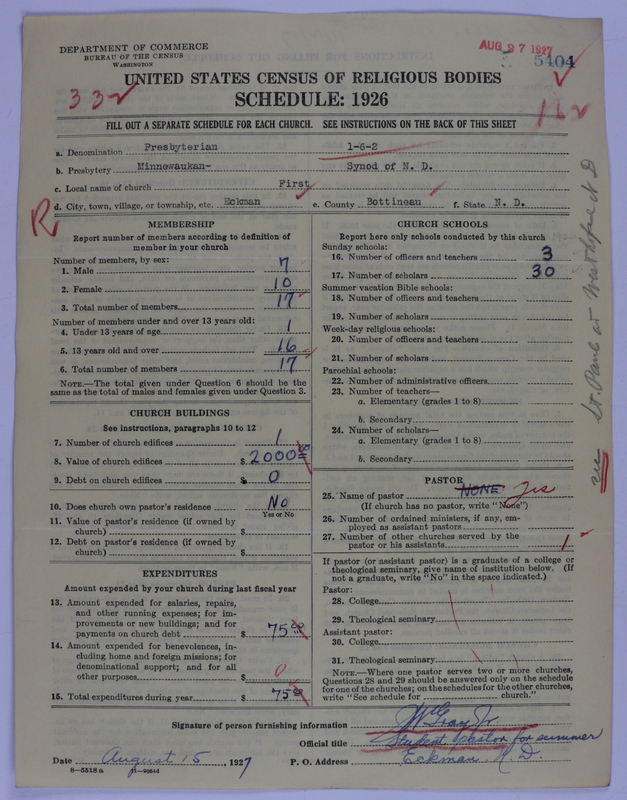 DEPARTMENT OF COMMERCE
BUREAU OF THE CENSUS
WASHINGTON
AUG 27 1927
5404
UNITED STATES CENSUS OF RELIGIOUS BODIES
SCHEDULE: 1926
332
162
FILL OUT A SEPARATE SCHEDULE FOR EACH CHURCH. SEE INSTRUCTIONS ON THE BACK OF THIS SHEET
a. Denomination Presbyterian 1-6-2
b. Presbytery Minnewaukan- Synod of N. D.
c. Local name of church First
d. City, town, village, or township, etc. Eckman e. County Bottineau f. State N. D.
R
MEMBERSHIP
Report number of members according to definition of
member in your church
Number of members, by sex:
1. Male 7
2. Female 10
3. Total number of members 17
Number of members under and over 13 years old:
4. Under 13 years of age 1
5. 13 years old and over 16
6. Total number of members 17
NOTE.—The total given under Question 6 should be the
same as the total of males and females given under Question 3.
CHURCH BUILDINGS
See instructions, paragraphs 10 to 12
7. Number of church edifices 1
8. Value of church edifices $ 2000 00
9. Debt on church edifices $ 0
10. Does church own pastor's residence No
Yes or No
11. Value of pastor's residence (if owned by
church) $
12. Debt on pastor's residence (if owned by
church) $
EXPENDITURES
Amount expended by your church during last fiscal year
13. Amount expended for salaries, repairs,
and other running expenses; for im-
provements or new buildings; and for
payments on church debt $ 75 00
14. Amount expended for benevolences, in-
cluding home and foreign missions; for
denominational support; and for all
other purposes $ 0
15. Total expenditures during year $ 75 00
CHURCH SCHOOLS
Report here only schools conducted by this church
Sunday schools:
16. Number of officers and teachers 3
17. Number of scholars 30
Summer vacation Bible schools:
18. Number of officers and teachers
19. Number of scholars
Week-day religious schools:
20. Number of officers and teachers
21. Number of scholars
Parochial schools:
22. Number of administrative officers
23. Number of teachers—
a. Elementary (grades 1 to 8)
b. Secondary
24. Number of scholars—
a. Elementary (grades 1 to 8)
b. Secondary
PASTOR
25. Name of pastor NONE Yes
(If church has no pastor, write "None")
26. Number of ordained ministers, if any, em-
ployed as assistant pastors
27. Number of other churches served by the
pastor or his assistants 1
If pastor (or assistant pastor) is a graduate of a college or
theological seminary, give name of institution below. (If
not a graduate, write "No" in the space indicated.)
Pastor:
28. College
29. Theological seminary
Assistant pastor:
30. College
31. Theological seminary
NOTE.—Where one pastor serves two or more churches,
Questions 28 and 29 should be answered only on the schedule
for one of the churches; on the schedules for the other churches,
write "See schedule for church."
see St. Paul at Westhope N D
Signature of person furnishing information Gray Jr
Official title Student Pastor for summer
Date August 15, 1927 P. O. Address Eckman N. D.
8—5518a